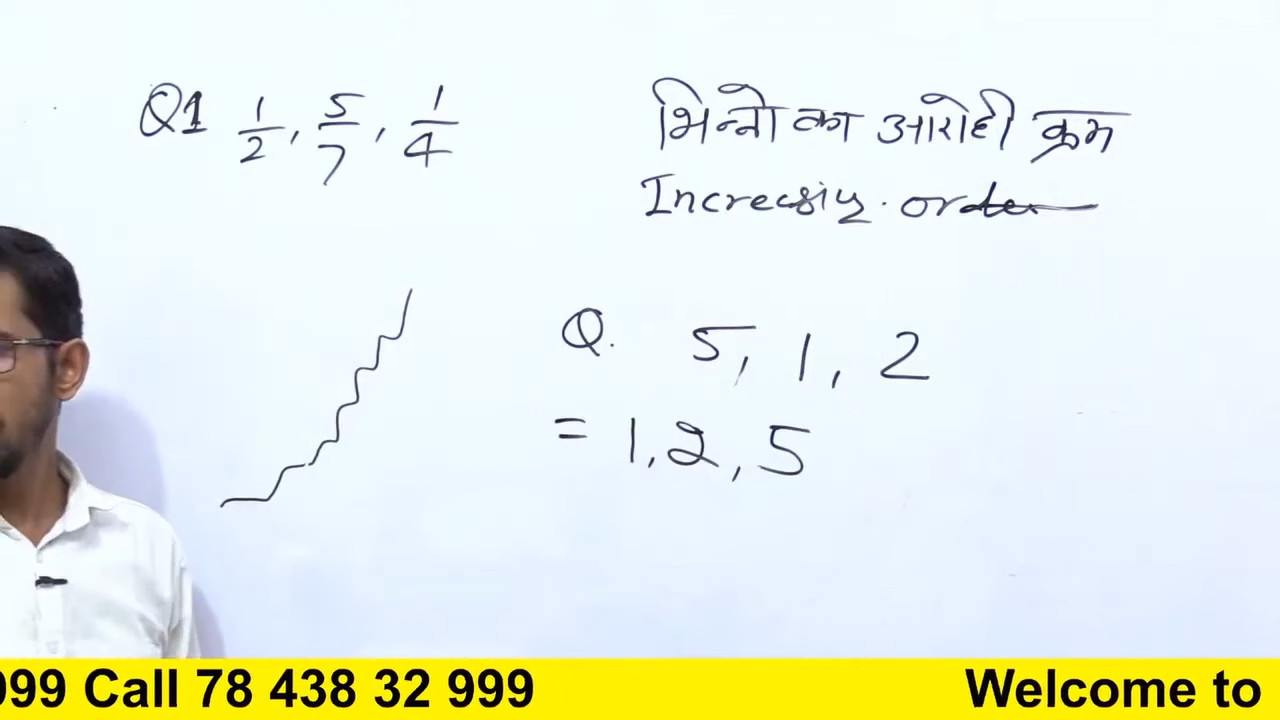 Q1 1/2, 5/7, 1/4
भिन्नो का आरोही क्रम
Increasing order
Q. 5, 1, 2
= 1, 2, 5
999 Call 78 438 32 999 Welcome to